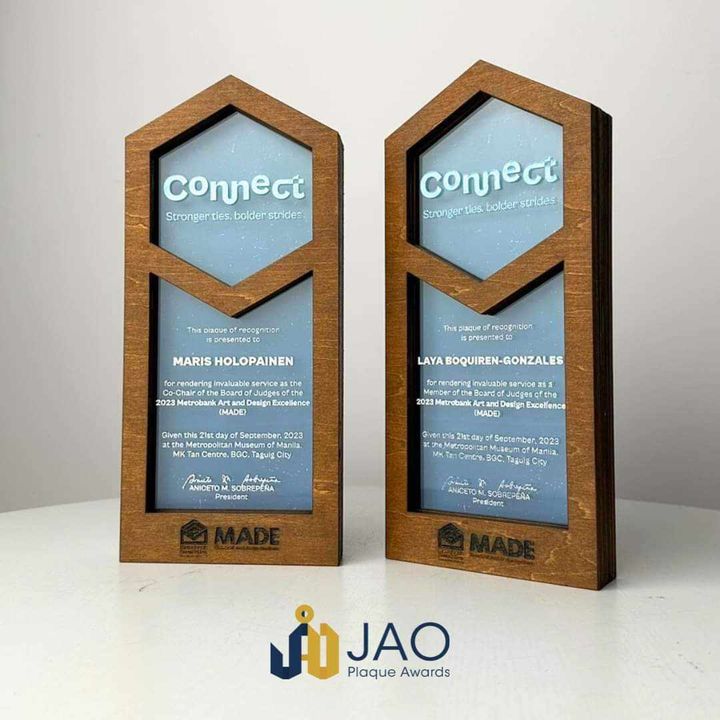 Connect
Stronger ties. bolder strides.
This plaque of recognition
is presented to
MARIS HOLOPAINEN
for rendering invaluable service as the
Co-Chair of the Board of Judges of the
2023 Metrobank Art and Design Excellence
(MADE)
Given this 21st day of September, 2023
at the Metropolitan Museum of Manila,
MK Tan Centre, BGC, Taguig City
ANICETO M. SOBREPEÑA
President
MADE
Connect
Stronger ties. bolder strides.
This plaque of recognition
is presented to
LAYA BOQUIREN-GONZALES
for rendering invaluable service as a
Member of the Board of Judges of the
2023 Metrobank Art and Design Excellence
(MADE)
Given this 21st day of September, 2023
at the Metropolitan Museum of Manila,
MK Tan Centre, BGC, Taguig City
ANICETO M. SOBREPEÑA
President
MADE
JAO
Plaque Awards